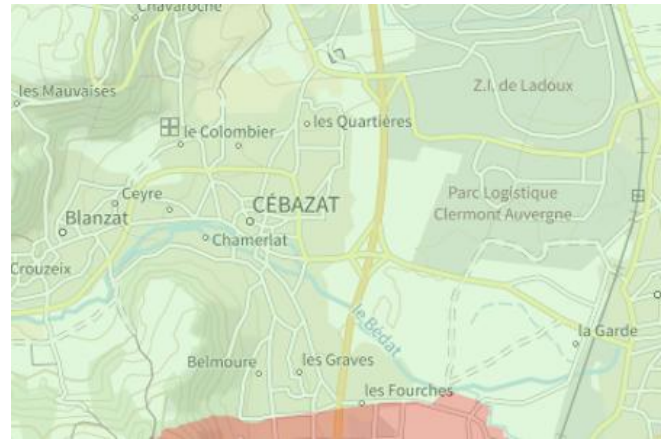 Chavaroche
les Mauvaises
Z.I. de Ladoux
les Quartières
le Colombier
Ceyre
CÉBAZAT
Parc Logistique
Clermont Auvergne
Blanzat
Chamerlat
Crouzeix
le Bédat
la Garde
Belmoure
les Graves
les Fourches